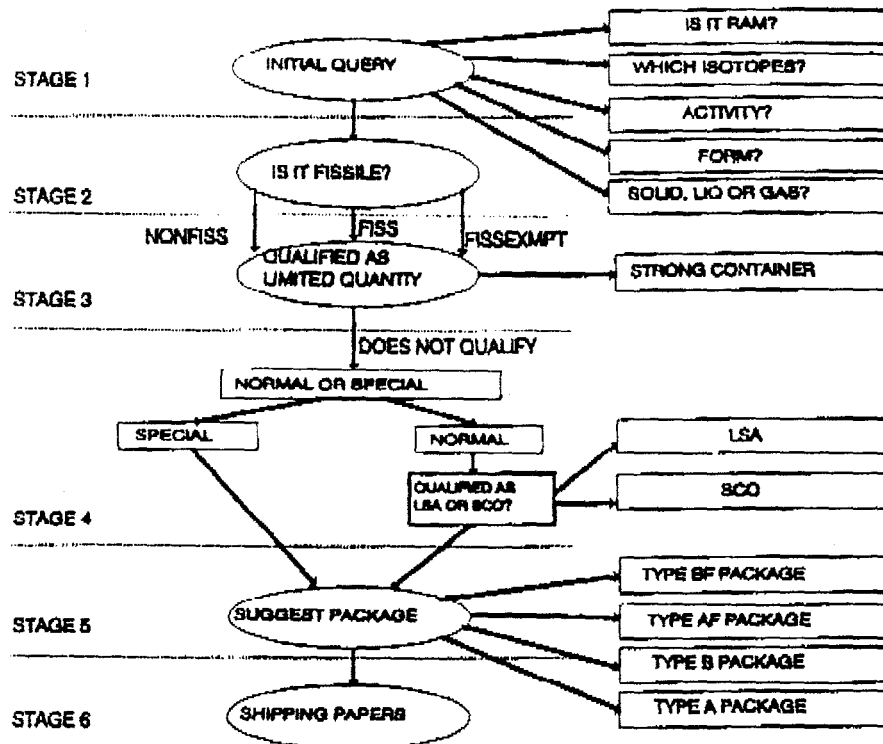 IS IT RAM?
INITIAL QUERY
WHICH ISOTOPES?
STAGE 1
ACTIVITY?
FORM?
IS IT FISSILE?
SOLID, LIQ OR GAS?
STAGE 2
NONFISS
FISS
FISSEXMPT
QUALIFIED AS
LIMITED QUANTITY
STRONG CONTAINER
STAGE 3
DOES NOT QUALIFY
NORMAL OR SPECIAL
SPECIAL
NORMAL
LSA
QUALIFIED AS
LSA OR SCO?
SCO
STAGE 4
TYPE BF PACKAGE
SUGGEST PACKAGE
TYPE AF PACKAGE
STAGE 5
TYPE B PACKAGE
TYPE A PACKAGE
SHIPPING PAPERS
STAGE 6